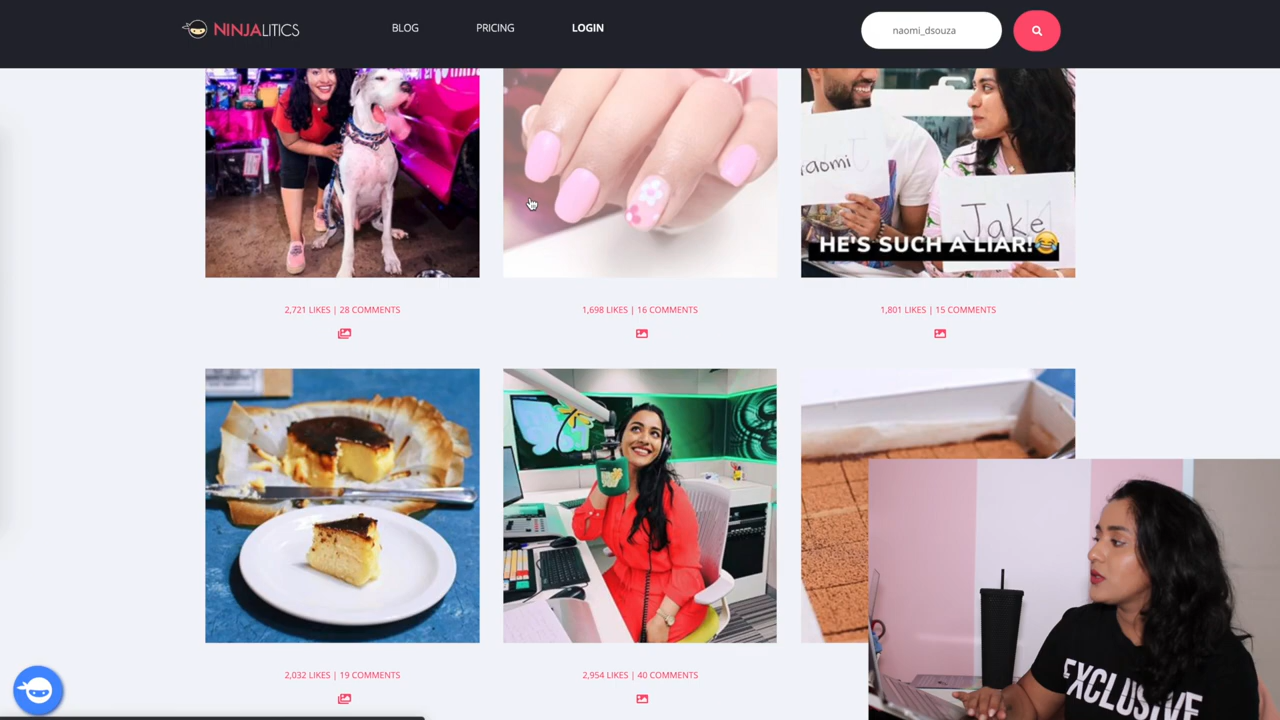 NINJALITICS
BLOG
PRICING
LOGIN
naomi_dsouza
naomi
Jake
HE'S SUCH A LIAR!😂
2,721 LIKES | 28 COMMENTS
1,698 LIKES | 16 COMMENTS
1,801 LIKES | 15 COMMENTS
2,032 LIKES | 19 COMMENTS
2,954 LIKES | 40 COMMENTS
EXCLUSIVE